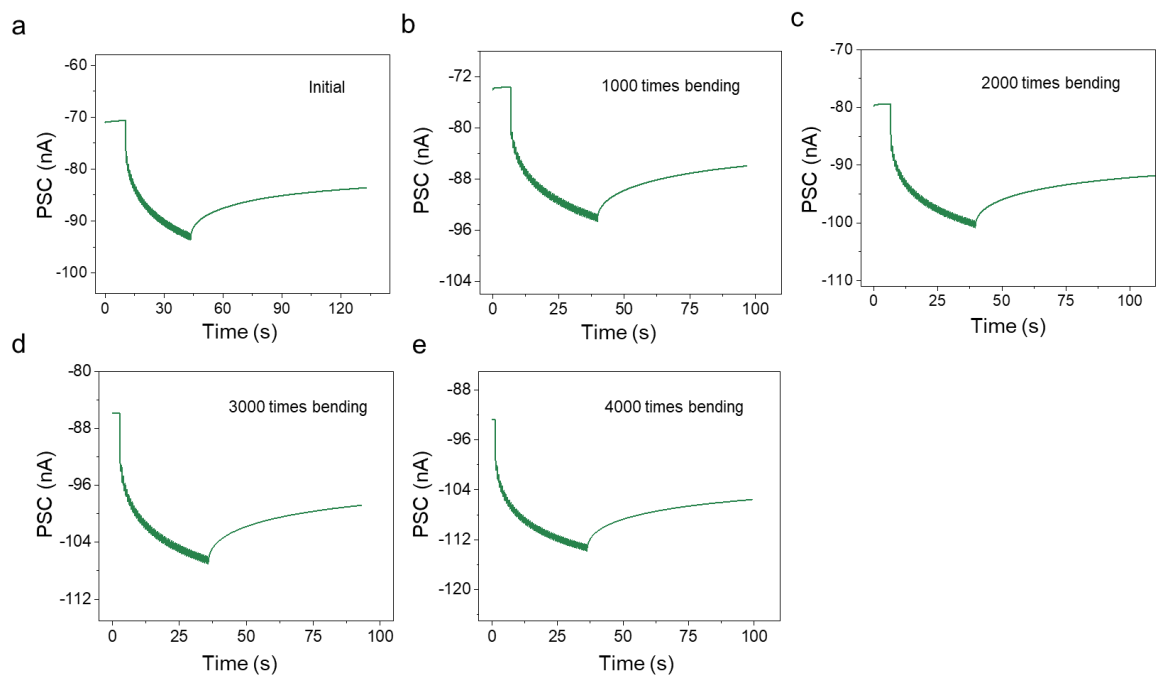 a
Initial
-60
-70
-80
-90
-100
PSC (nA)
0 30 60 90 120
Time (s)
b
1000 times bending
-72
-80
-88
-96
-104
PSC (nA)
0 25 50 75 100
Time (s)
c
2000 times bending
-70
-80
-90
-100
-110
PSC (nA)
0 25 50 75 100
Time (s)
d
3000 times bending
-80
-88
-96
-104
-112
PSC (nA)
0 25 50 75 100
Time (s)
e
4000 times bending
-88
-96
-104
-112
-120
PSC (nA)
0 25 50 75 100
Time (s)